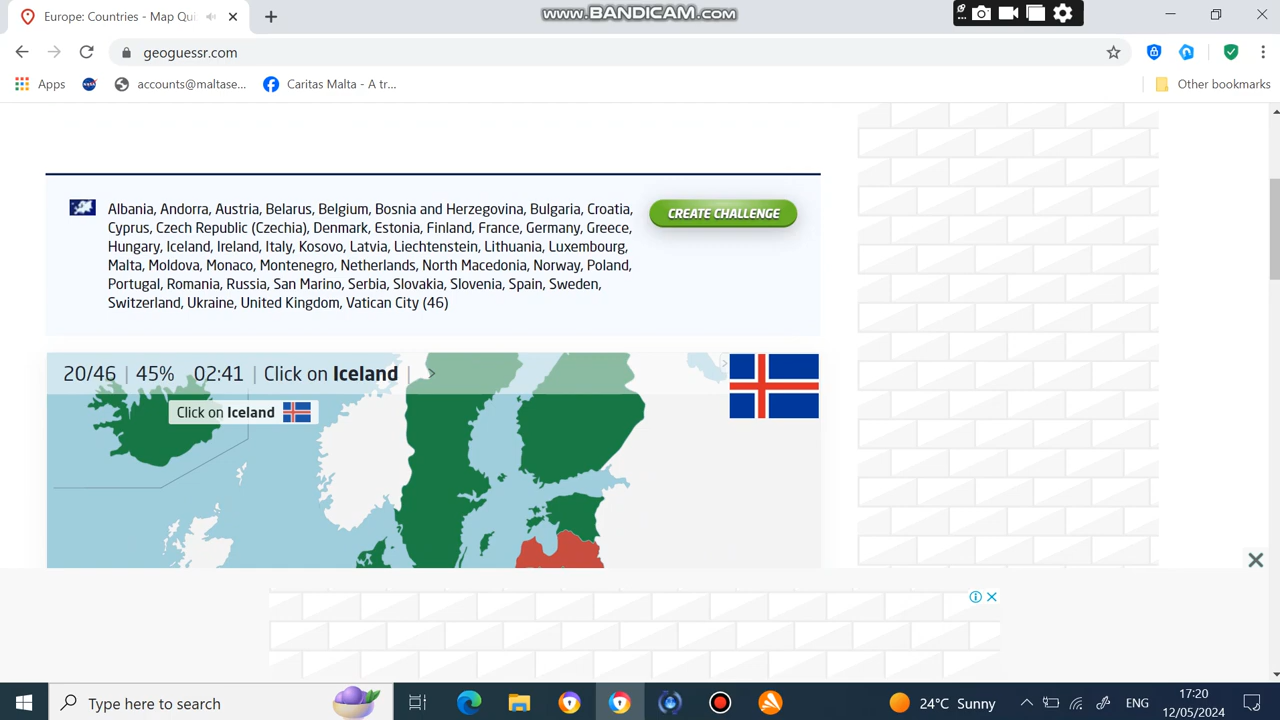 Europe: Countries - Map Qui
www.BANDICAM.com
geoguessr.com
Apps
accounts@maltase...
Caritas Malta - A tr...
Other bookmarks
Albania, Andorra, Austria, Belarus, Belgium, Bosnia and Herzegovina, Bulgaria, Croatia,
Cyprus, Czech Republic (Czechia), Denmark, Estonia, Finland, France, Germany, Greece,
Hungary, Iceland, Ireland, Italy, Kosovo, Latvia, Liechtenstein, Lithuania, Luxembourg,
Malta, Moldova, Monaco, Montenegro, Netherlands, North Macedonia, Norway, Poland,
Portugal, Romania, Russia, San Marino, Serbia, Slovakia, Slovenia, Spain, Sweden,
Switzerland, Ukraine, United Kingdom, Vatican City (46)
CREATE CHALLENGE
20/46 | 45% 02:41 | Click on Iceland | >
Click on Iceland
Type here to search
24°C Sunny
ENG
17:20
12/05/2024